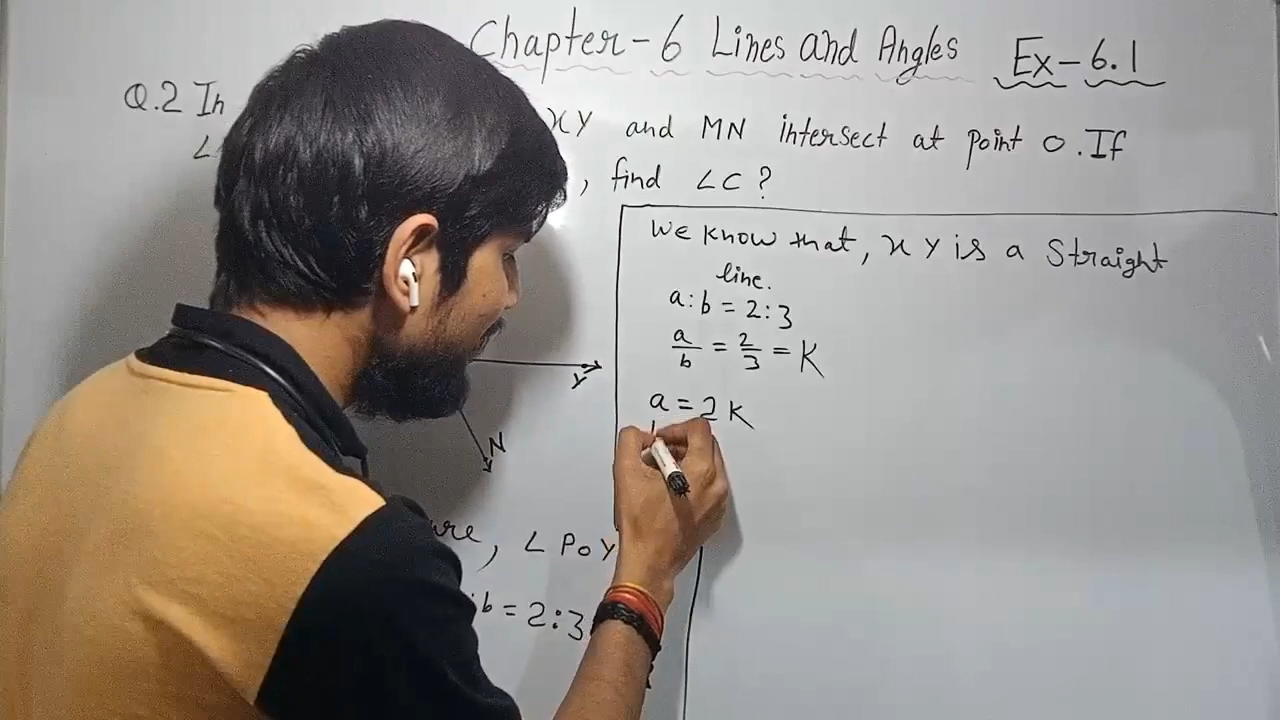 Chapter-6 Lines and Angles Ex-6.1
Q.2 In XY and MN intersect at point O. If
∠ , find ∠C ?
We know that, XY is a Straight
line.
a:b = 2:3
a/b = 2/3 = K
a = 2K
Y
N
, ∠POY
b = 2:3